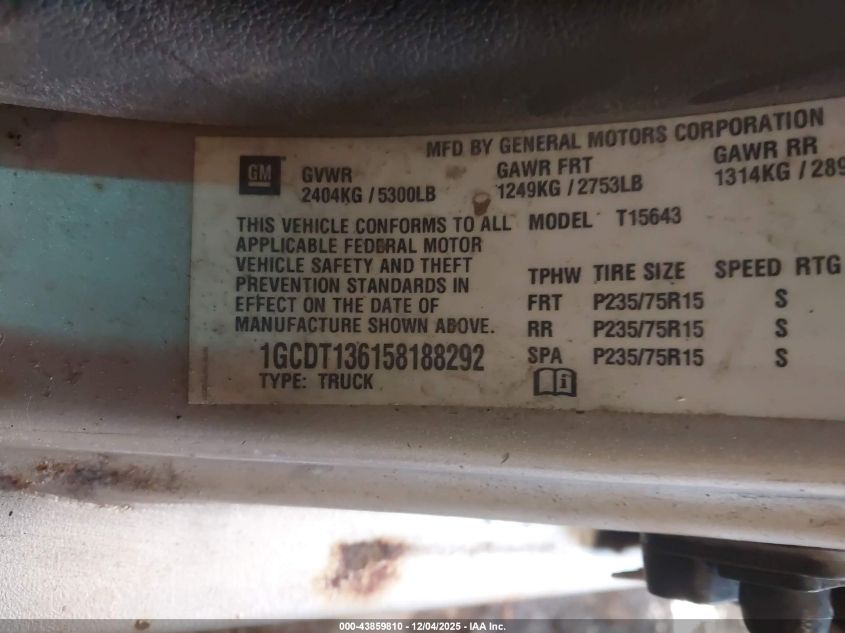 MFD BY GENERAL MOTORS CORPORATION
GM
GVWR GAWR FRT GAWR RR
2404KG / 5300LB 1249KG / 2753LB 1314KG / 289
THIS VEHICLE CONFORMS TO ALL
APPLICABLE FEDERAL MOTOR
VEHICLE SAFETY AND THEFT
PREVENTION STANDARDS IN
EFFECT ON THE DATE OF
MANUFACTURE SHOWN ABOVE.
1GCDT136158188292
TYPE: TRUCK
MODEL T15643
TPHW TIRE SIZE SPEED RTG
FRT P235/75R15 S
RR P235/75R15 S
SPA P235/75R15 S
000-43859810 - 12/04/2025 - IAA Inc.